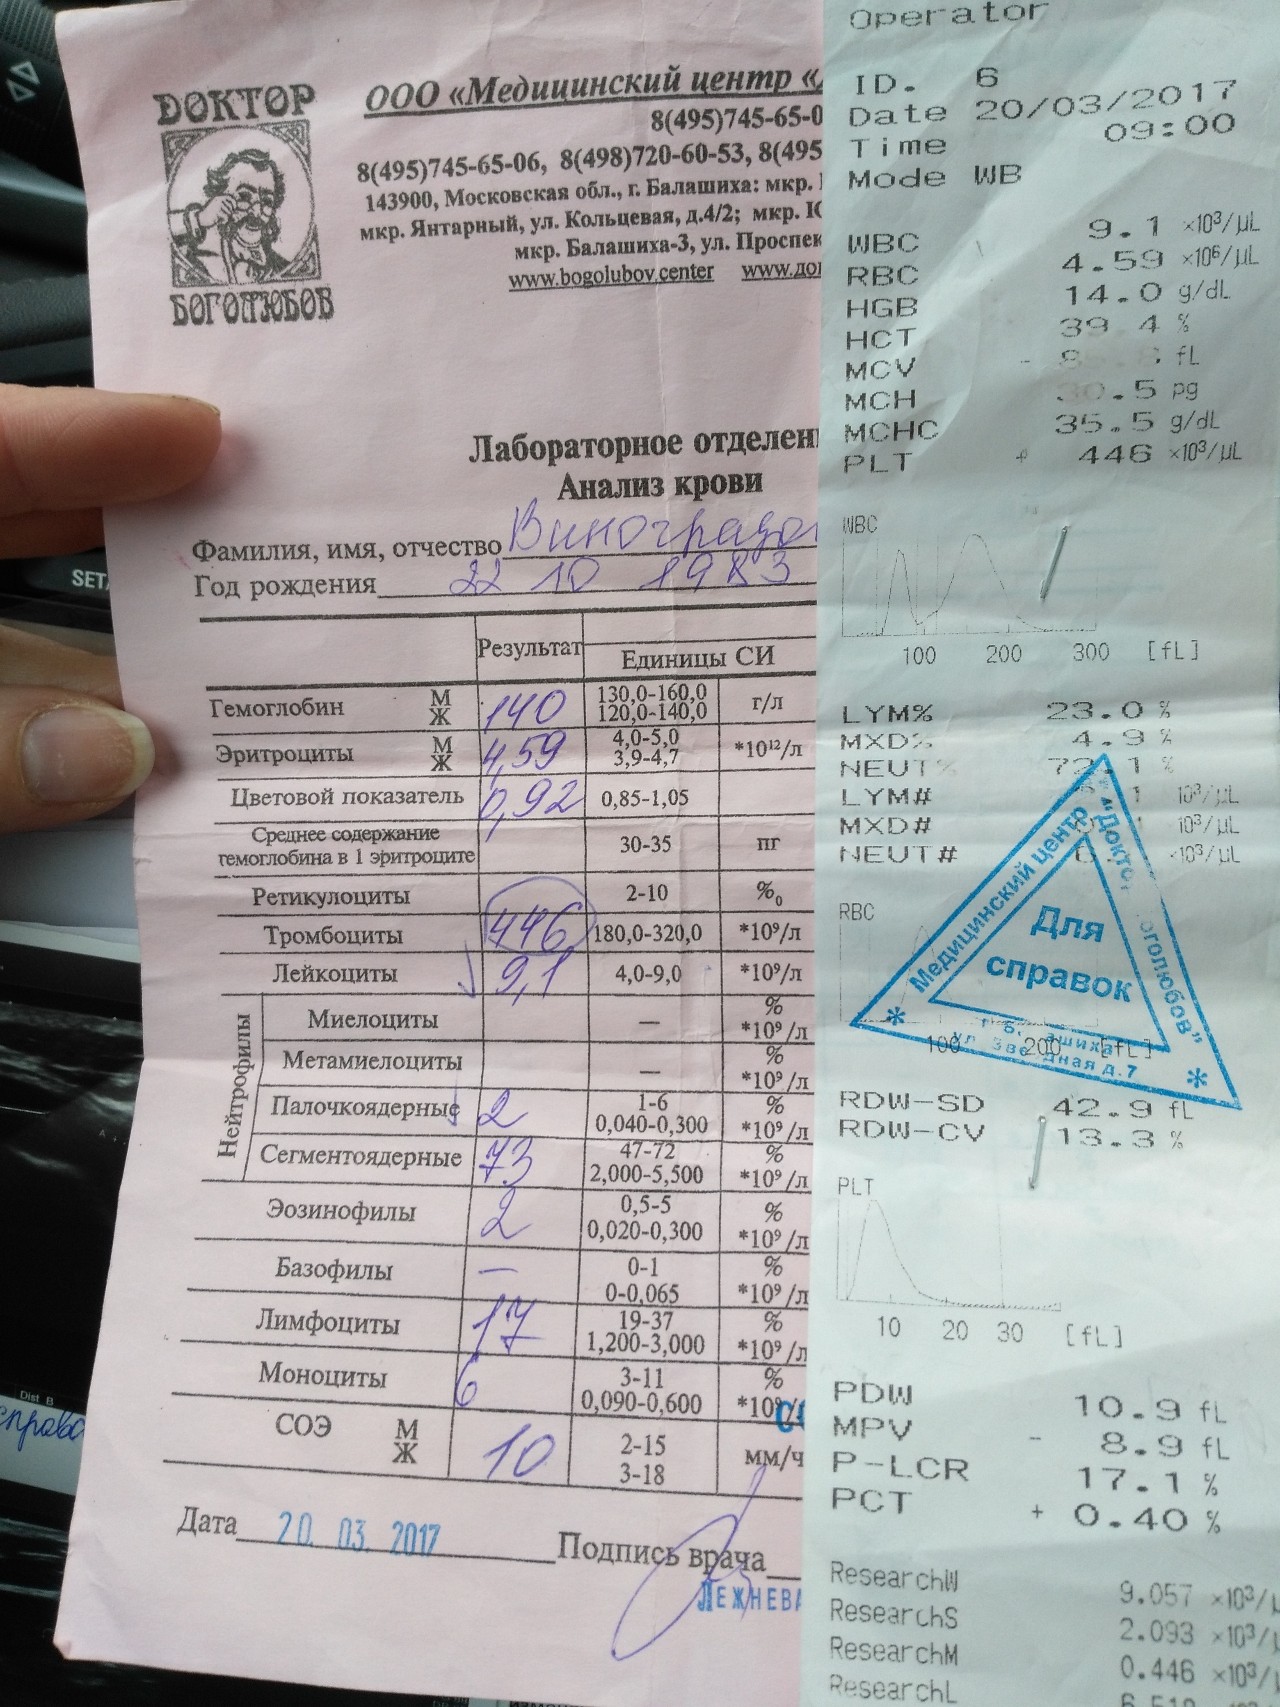 ДОКТОР
БОГОЛЮБОВ
ООО «Медицинский центр «
8(495)745-65-0
8(495)745-65-06, 8(498)720-60-53, 8(495
143900, Московская обл., г. Балашиха: мкр.
мкр. Янтарный, ул. Кольцевая, д.4/2; мкр. Ю
мкр. Балашиха-3, ул. Проспек
www.bogolubov.center www.до
Лабораторное отделен
Анализ крови
Фамилия, имя, отчество Виноградо
Год рождения 22 10 1983
Результат
Единицы СИ
Гемоглобин М Ж 140 130,0-160,0 120,0-140,0 г/л
Эритроциты М Ж 4,59 4,0-5,0 3,9-4,7 *10¹²/л
Цветовой показатель 0,92 0,85-1,05
Среднее содержание гемоглобина в 1 эритроците 30-35 пг
Ретикулоциты 2-10 %₀
Тромбоциты 446 180,0-320,0 *10⁹/л
Лейкоциты 9,1 4,0-9,0 *10⁹/л
Нейтрофилы
Миелоциты — % *10⁹/л
Метамиелоциты — % *10⁹/л
Палочкоядерные 2 1-6 0,040-0,300 % *10⁹/л
Сегментоядерные 73 47-72 2,000-5,500 % *10⁹/л
Эозинофилы 2 0,5-5 0,020-0,300 % *10⁹/л
Базофилы — 0-1 0-0,065 % *10⁹/л
Лимфоциты 17 19-37 1,200-3,000 % *10⁹/л
Моноциты 6 3-11 0,090-0,600 % *10⁹/
СОЭ М Ж 10 2-15 3-18 мм/ч
Дата 20.03.2017 Подпись врача
ЛЕЖНЕВА
Operator
ID. 6
Date 20/03/2017
Time 09:00
Mode WB
WBC 9.1 ×10³/µL
RBC 4.59 ×10⁶/µL
HGB 14.0 g/dL
HCT 39.4 %
MCV - fL
MCH 30.5 pg
MCHC 35.5 g/dL
PLT + 446 ×10³/µL
WBC
100 200 300 [fL]
LYM% 23.0 %
MXD% 4.9 %
NEUT% 72.1 %
LYM# 10³/µL
MXD# 10³/µL
NEUT# ×10³/µL
RBC
100 200 [fL]
Медицинский центр
Для
справок
RDW-SD 42.9 fL
RDW-CV 13.3 %
PLT
10 20 30 [fL]
PDW 10.9 fL
MPV - 8.9 fL
P-LCR 17.1 %
PCT + 0.40 %
ResearchW 9.057 ×10³/µ
ResearchS 2.093 ×10³/µ
ResearchM 0.446 ×10³/µ
ResearchL
SET
Dist B
справо